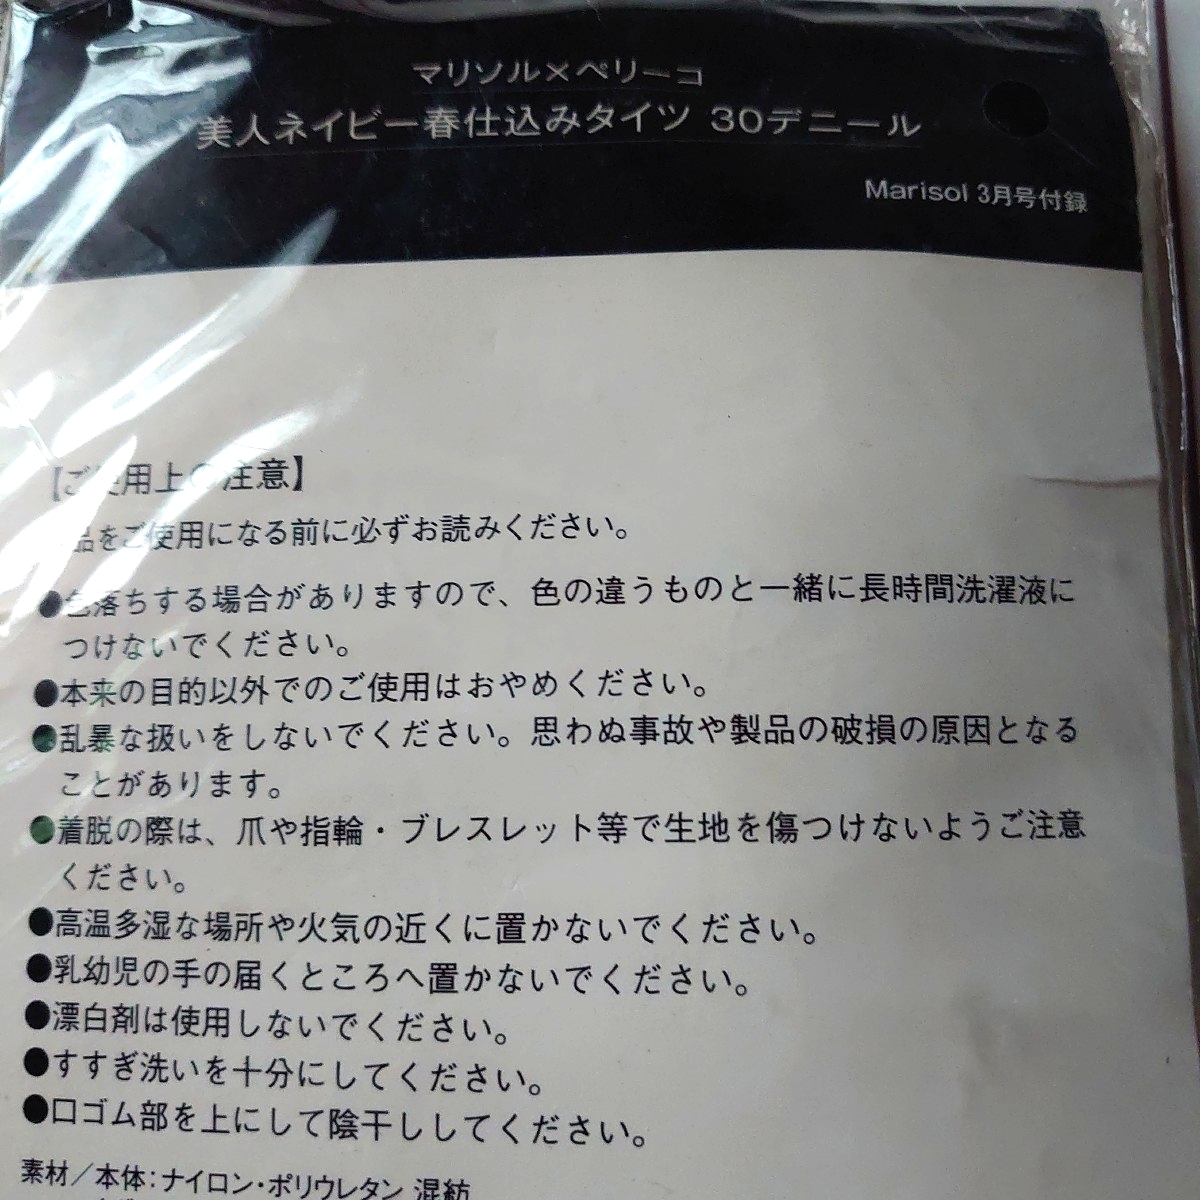 マリソル×ペリーコ
美人ネイビー春仕込みタイツ 30デニール
Marisol 3月号付録
【ご使用上の注意】
品をご使用になる前に必ずお読みください。
●色落ちする場合がありますので、色の違うものと一緒に長時間洗濯液に
つけないでください。
●本来の目的以外でのご使用はおやめください。
●乱暴な扱いをしないでください。思わぬ事故や製品の破損の原因となる
ことがあります。
●着脱の際は、爪や指輪・ブレスレット等で生地を傷つけないようご注意
ください。
●高温多湿な場所や火気の近くに置かないでください。
●乳幼児の手の届くところへ置かないでください。
●漂白剤は使用しないでください。
●すすぎ洗いを十分にしてください。
●口ゴム部を上にして陰干ししてください。
素材／本体：ナイロン・ポリウレタン 混紡